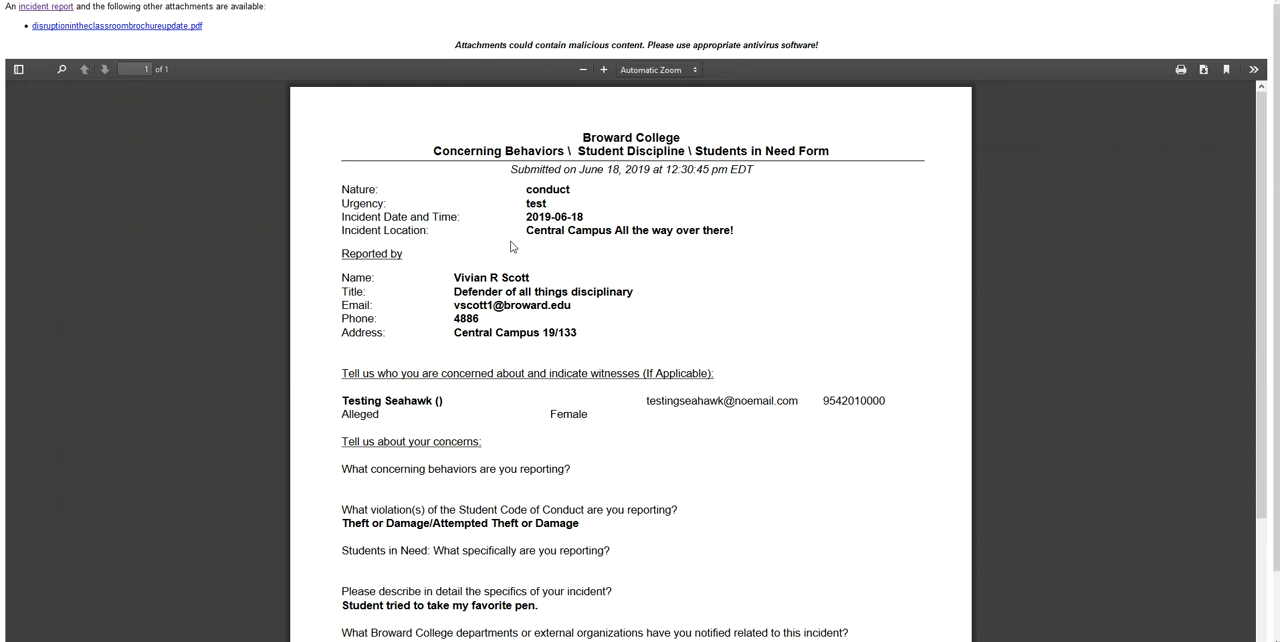 An incident report and the following other attachments are available:
• disruptionintheclassroombrochureupdate.pdf
Attachments could contain malicious content. Please use appropriate antivirus software!
1 of 1
Automatic Zoom
Broward College
Concerning Behaviors \ Student Discipline \ Students in Need Form
Submitted on June 18, 2019 at 12:30:45 pm EDT
Nature: conduct
Urgency: test
Incident Date and Time: 2019-06-18
Incident Location: Central Campus All the way over there!
Reported by
Name: Vivian R Scott
Title: Defender of all things disciplinary
Email: vscott1@broward.edu
Phone: 4886
Address: Central Campus 19/133
Tell us who you are concerned about and indicate witnesses (If Applicable):
Testing Seahawk () testingseahawk@noemail.com 9542010000
Alleged Female
Tell us about your concerns:
What concerning behaviors are you reporting?
What violation(s) of the Student Code of Conduct are you reporting?
Theft or Damage/Attempted Theft or Damage
Students in Need: What specifically are you reporting?
Please describe in detail the specifics of your incident?
Student tried to take my favorite pen.
What Broward College departments or external organizations have you notified related to this incident?